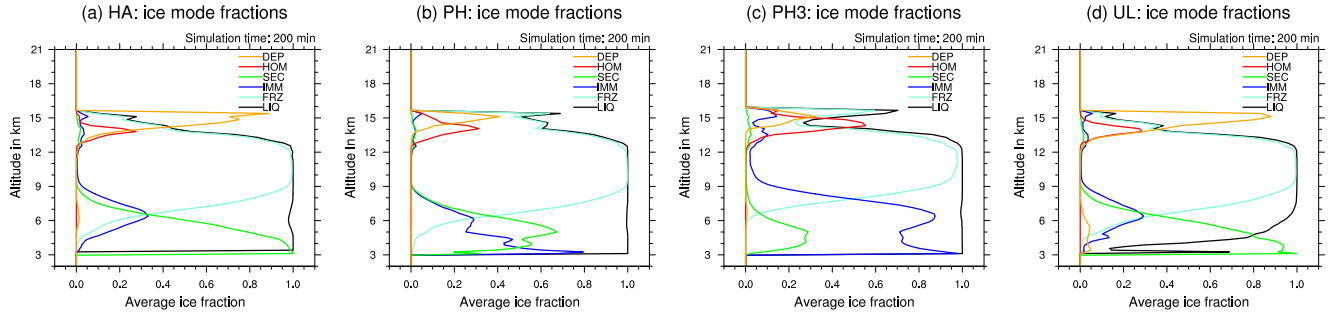 (a) HA: ice mode fractions
Simulation time: 200 min
21
18
15
12
9
6
3
Altitude in km
DEP
HOM
SEC
IMM
FRZ
LIQ
0.0 0.2 0.4 0.6 0.8 1.0
Average ice fraction
(b) PH: ice mode fractions
Simulation time: 200 min
21
18
15
12
9
6
3
Altitude in km
DEP
HOM
SEC
IMM
FRZ
LIQ
0.0 0.2 0.4 0.6 0.8 1.0
Average ice fraction
(c) PH3: ice mode fractions
Simulation time: 200 min
21
18
15
12
9
6
3
Altitude in km
DEP
HOM
SEC
IMM
FRZ
LIQ
0.0 0.2 0.4 0.6 0.8 1.0
Average ice fraction
(d) UL: ice mode fractions
Simulation time: 200 min
21
18
15
12
9
6
3
Altitude in km
DEP
HOM
SEC
IMM
FRZ
LIQ
0.0 0.2 0.4 0.6 0.8 1.0
Average ice fraction